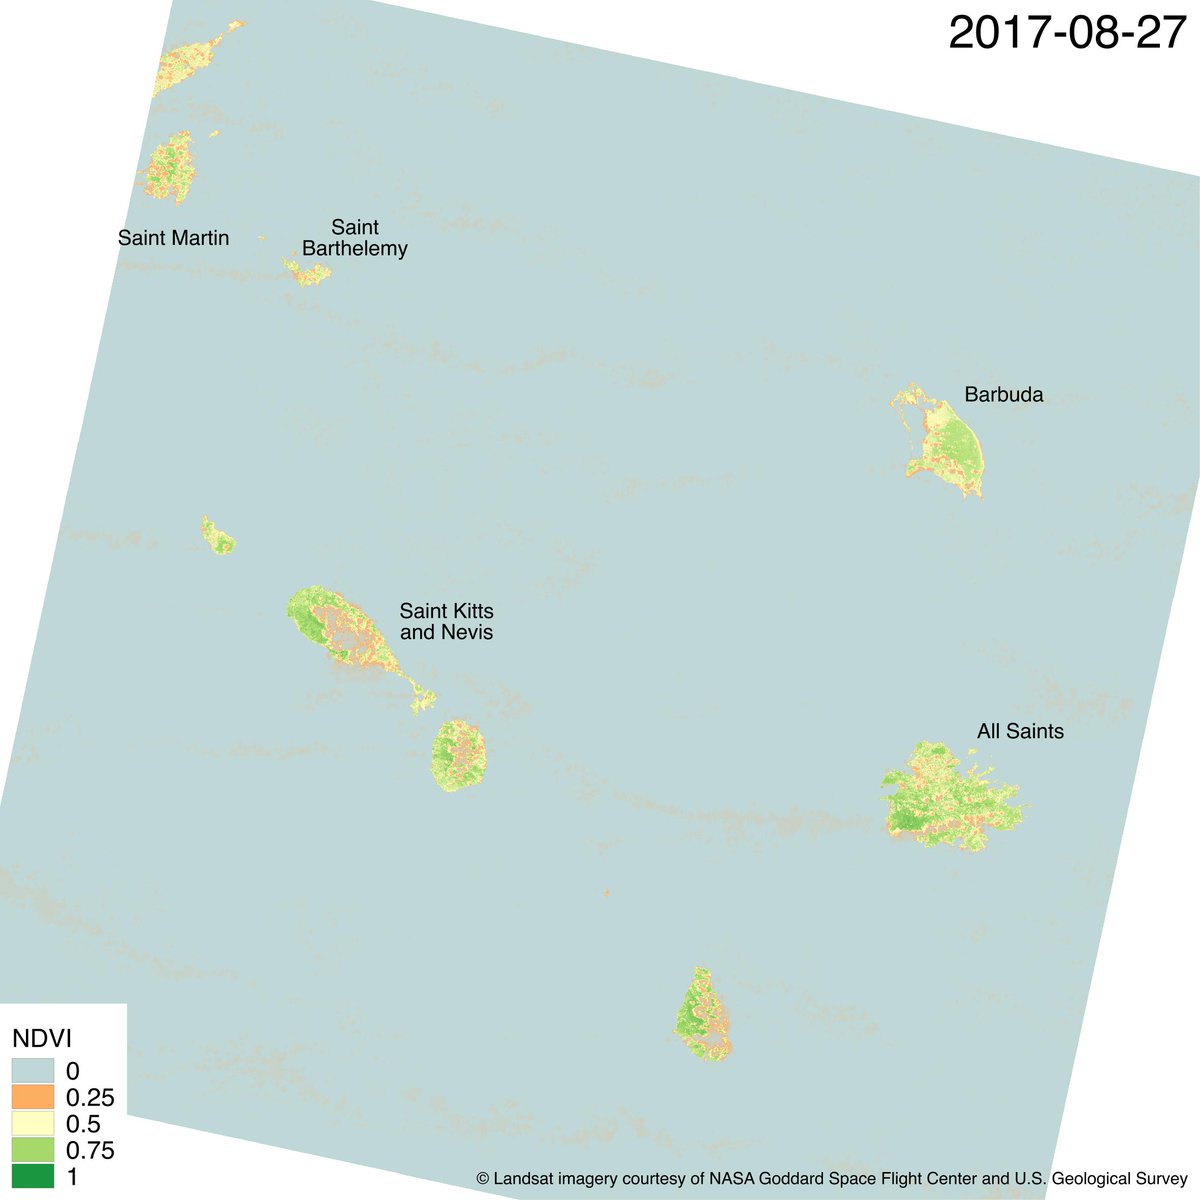 2017-08-27
Saint Martin
Saint
Barthelemy
Barbuda
Saint Kitts
and Nevis
All Saints
NDVI
0
0.25
0.5
0.75
1
© Landsat imagery courtesy of NASA Goddard Space Flight Center and U.S. Geological Survey